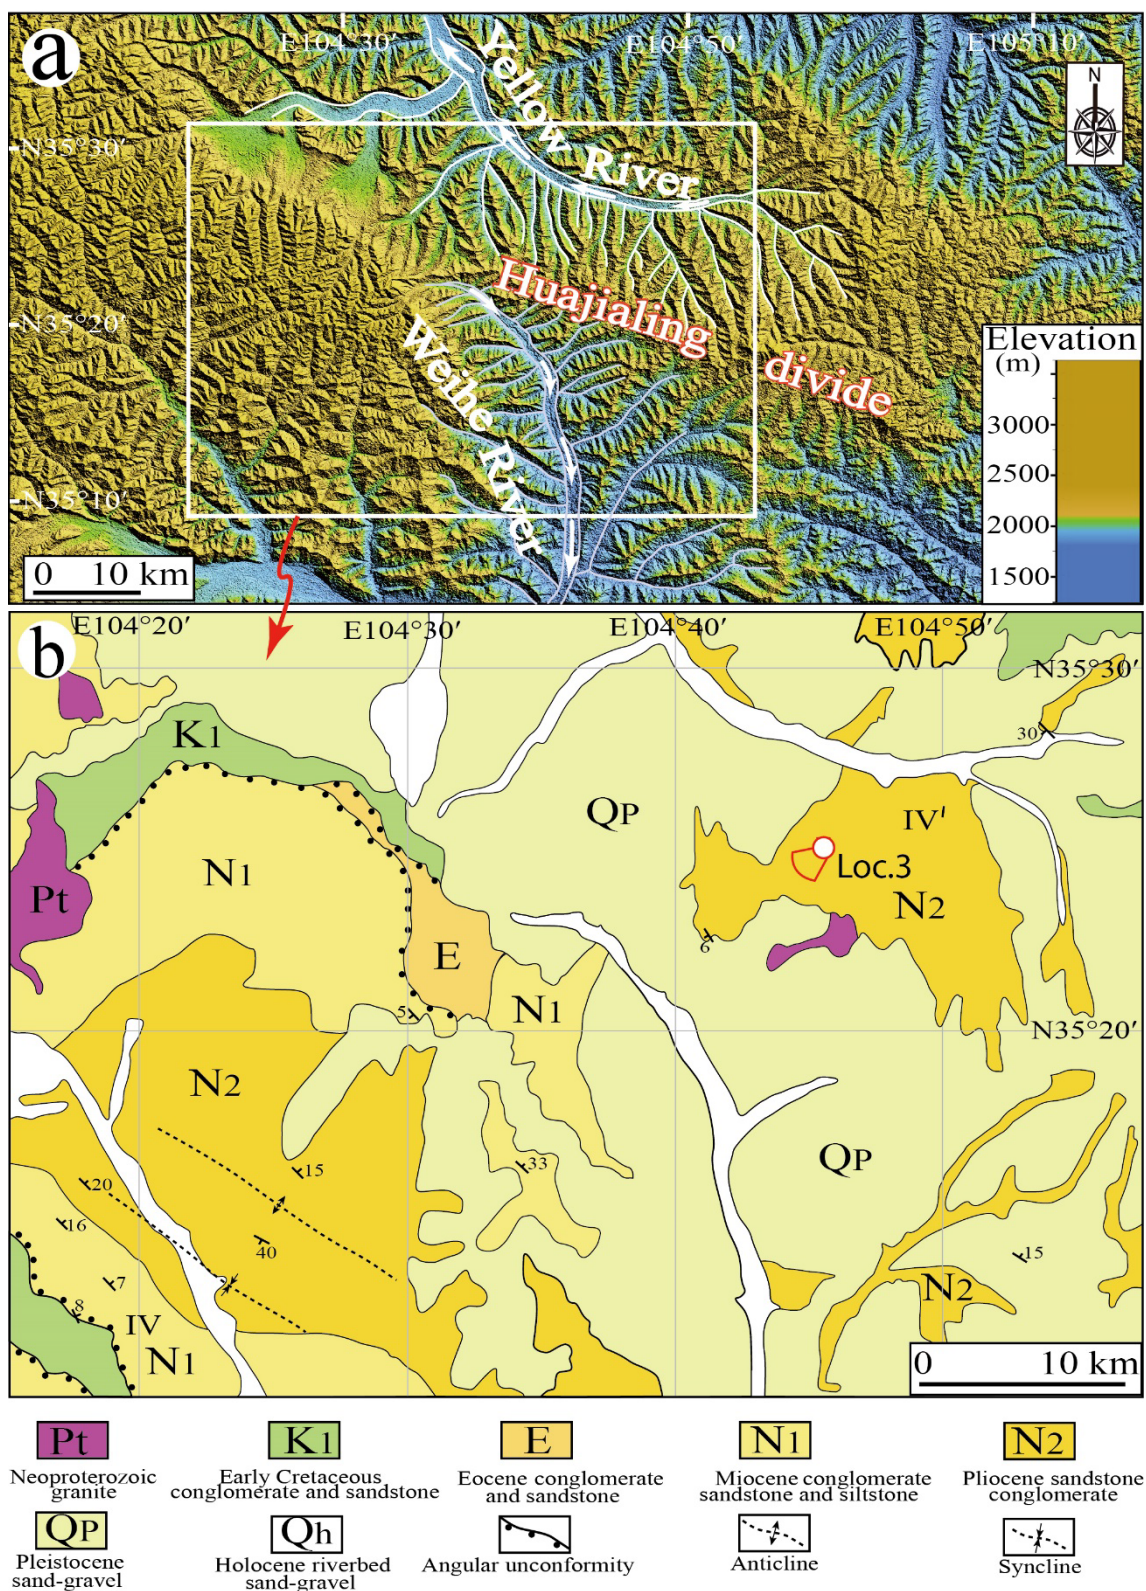 a
E104°30′
E104°50′
E105°10′
N
N35°30′
Yellow River
Huajialing
divide
N35°20′
Weihe River
N35°10′
Elevation
(m)
3000
2500
2000
1500
0 10 km
b
E104°20′
E104°30′
E104°40′
E104°50′
N35°30′
K1
30
QP
IV'
Loc.3
N1
Pt
N2
E
6
N1
5
N35°20′
N2
QP
15
33
20
16
40
15
7
8
N2
IV
N1
0 10 km
Pt
K1
E
N1
N2
Neoproterozoic
granite
Early Cretaceous
conglomerate and sandstone
Eocene conglomerate
and sandstone
Miocene conglomerate
sandstone and siltstone
Pliocene sandstone
conglomerate
QP
Qh
Pleistocene
sand-gravel
Holocene riverbed
sand-gravel
Angular unconformity
Anticline
Syncline